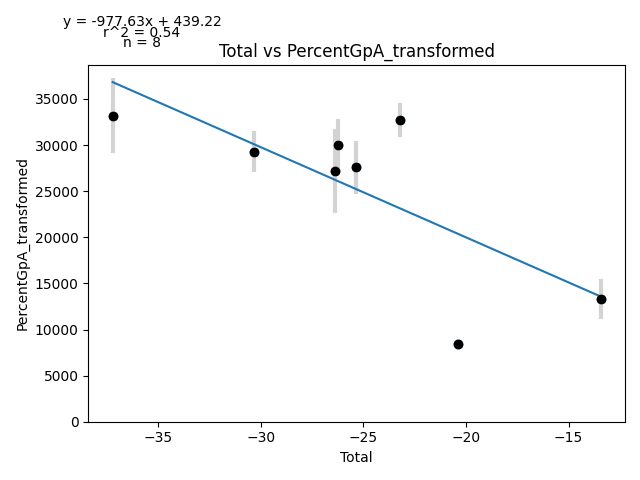 y = -977.63x + 439.22
r^2 = 0.54
n = 8
Total vs PercentGpA_transformed
35000
30000
25000
20000
15000
10000
5000
0
PercentGpA_transformed
−35
−30
−25
−20
−15
Total